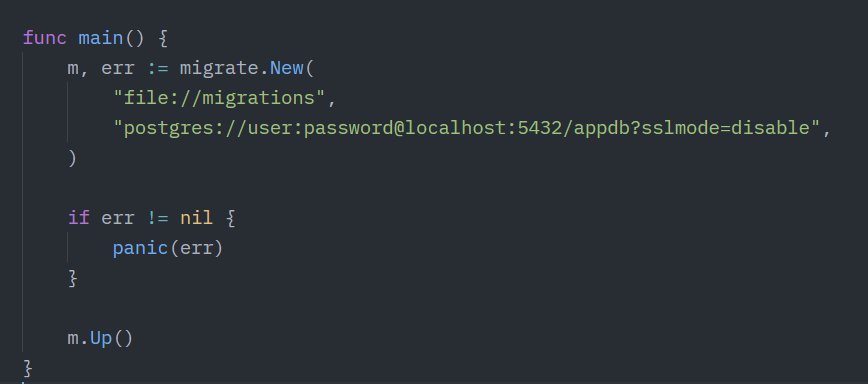 func main() {
    m, err := migrate.New(
        "file://migrations",
        "postgres://user:password@localhost:5432/appdb?sslmode=disable",
    )
    if err != nil {
        panic(err)
    }
    m.Up()
}